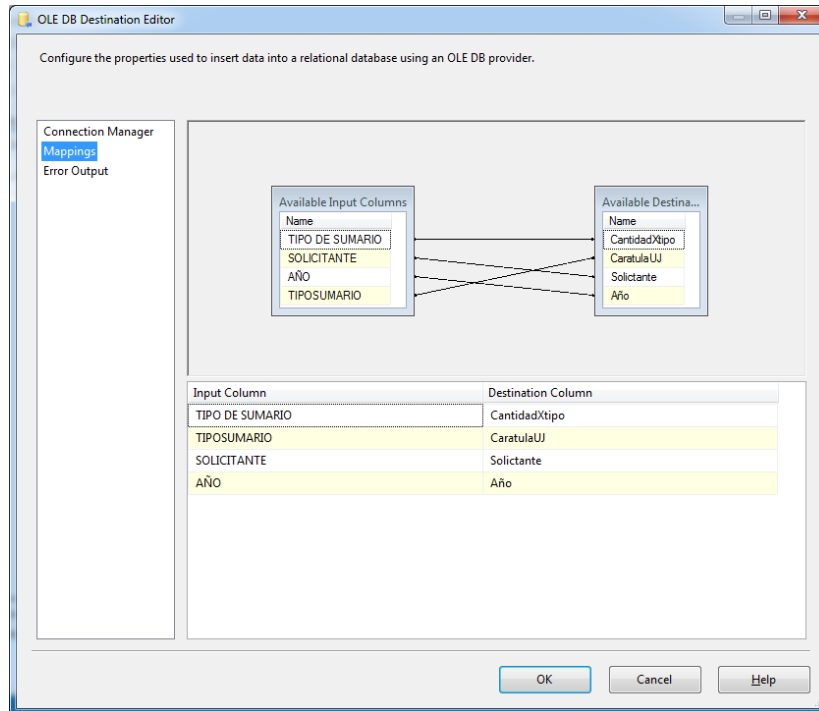 OLE DB Destination Editor
Configure the properties used to insert data into a relational database using an OLE DB provider.
Connection Manager
Mappings
Error Output
Available Input Columns
Name
TIPO DE SUMARIO
SOLICITANTE
AÑO
TIPOSUMARIO
Available Destina...
Name
CantidadXtipo
CaratulaUJ
Solictante
Año
Input Column Destination Column
TIPO DE SUMARIO CantidadXtipo
TIPOSUMARIO CaratulaUJ
SOLICITANTE Solictante
AÑO Año
OK Cancel Help